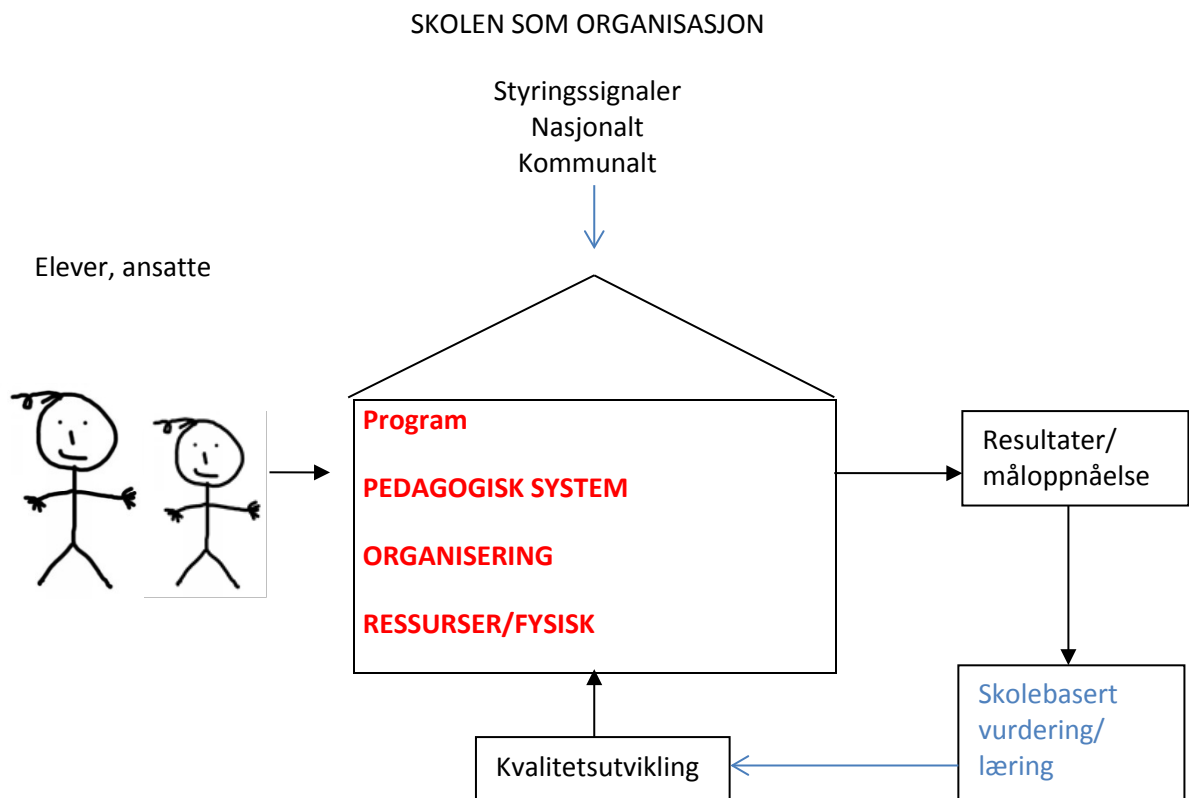 SKOLEN SOM ORGANISASJON
Styringssignaler
Nasjonalt
Kommunalt
Elever, ansatte
Program
PEDAGOGISK SYSTEM
ORGANISERING
RESSURSER/FYSISK
Resultater/
måloppnåelse
Skolebasert
vurdering/
læring
Kvalitetsutvikling